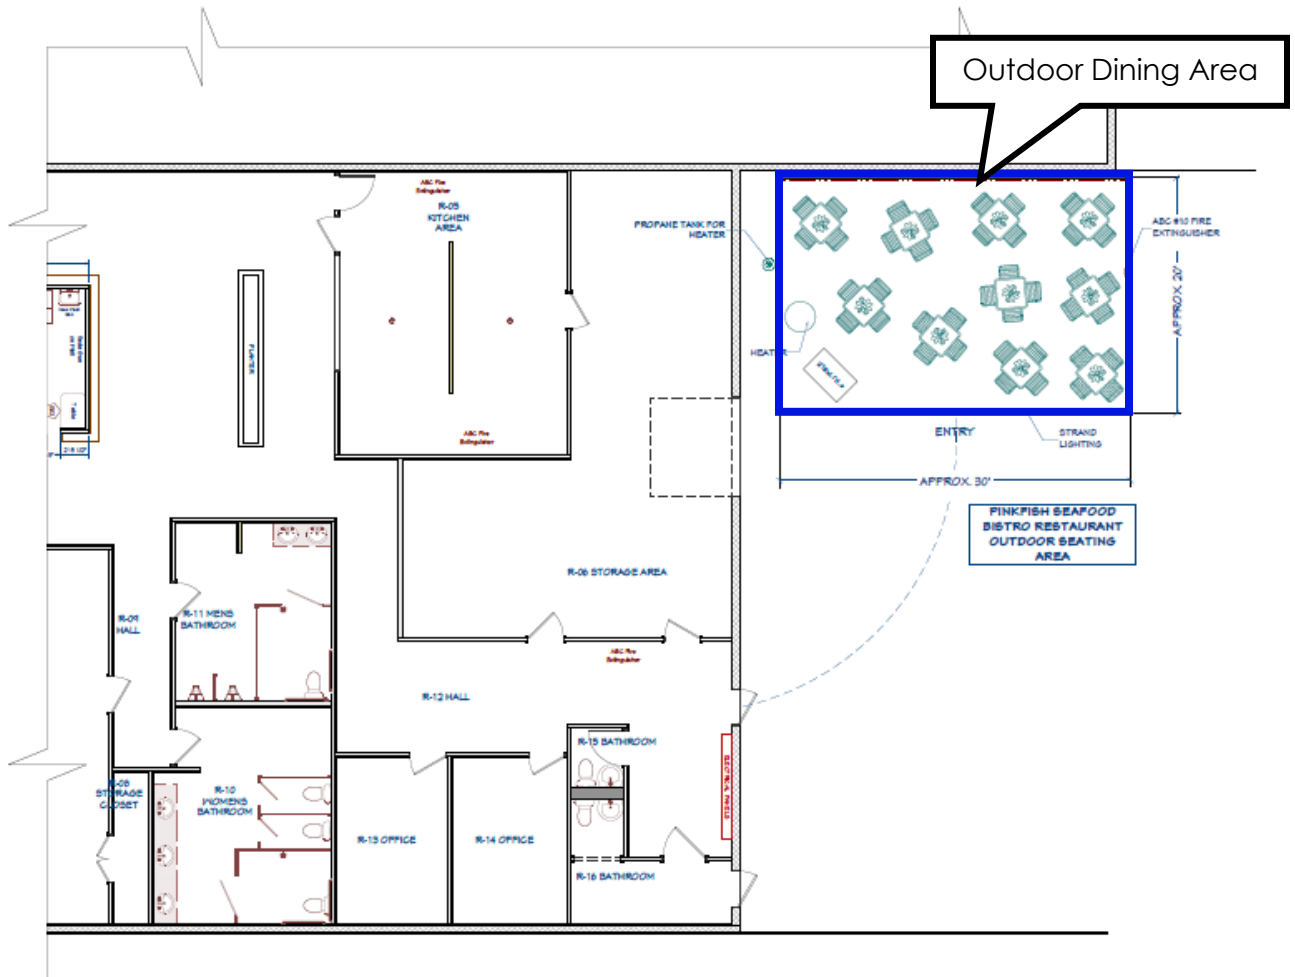 Outdoor Dining Area
ABC Fire
Extinguisher
R-05
KITCHEN
AREA
PROPANE TANK FOR
HEATER
ABC #10 FIRE
EXTINGUISHER
APPROX. 20'
HEATER
PLANTER
Table
ABC Fire
Extinguisher
ENTRY
STRAND
LIGHTING
APPROX. 30'
PINKFISH SEAFOOD
BISTRO RESTAURANT
OUTDOOR SEATING
AREA
R-06 STORAGE AREA
R-09
HALL
R-11 MENS
BATHROOM
ABC Fire
Extinguisher
R-12 HALL
R-15 BATHROOM
ELECTRICAL PANELS
R-08
STORAGE
CLOSET
R-10
WOMENS
BATHROOM
R-13 OFFICE
R-14 OFFICE
R-16 BATHROOM